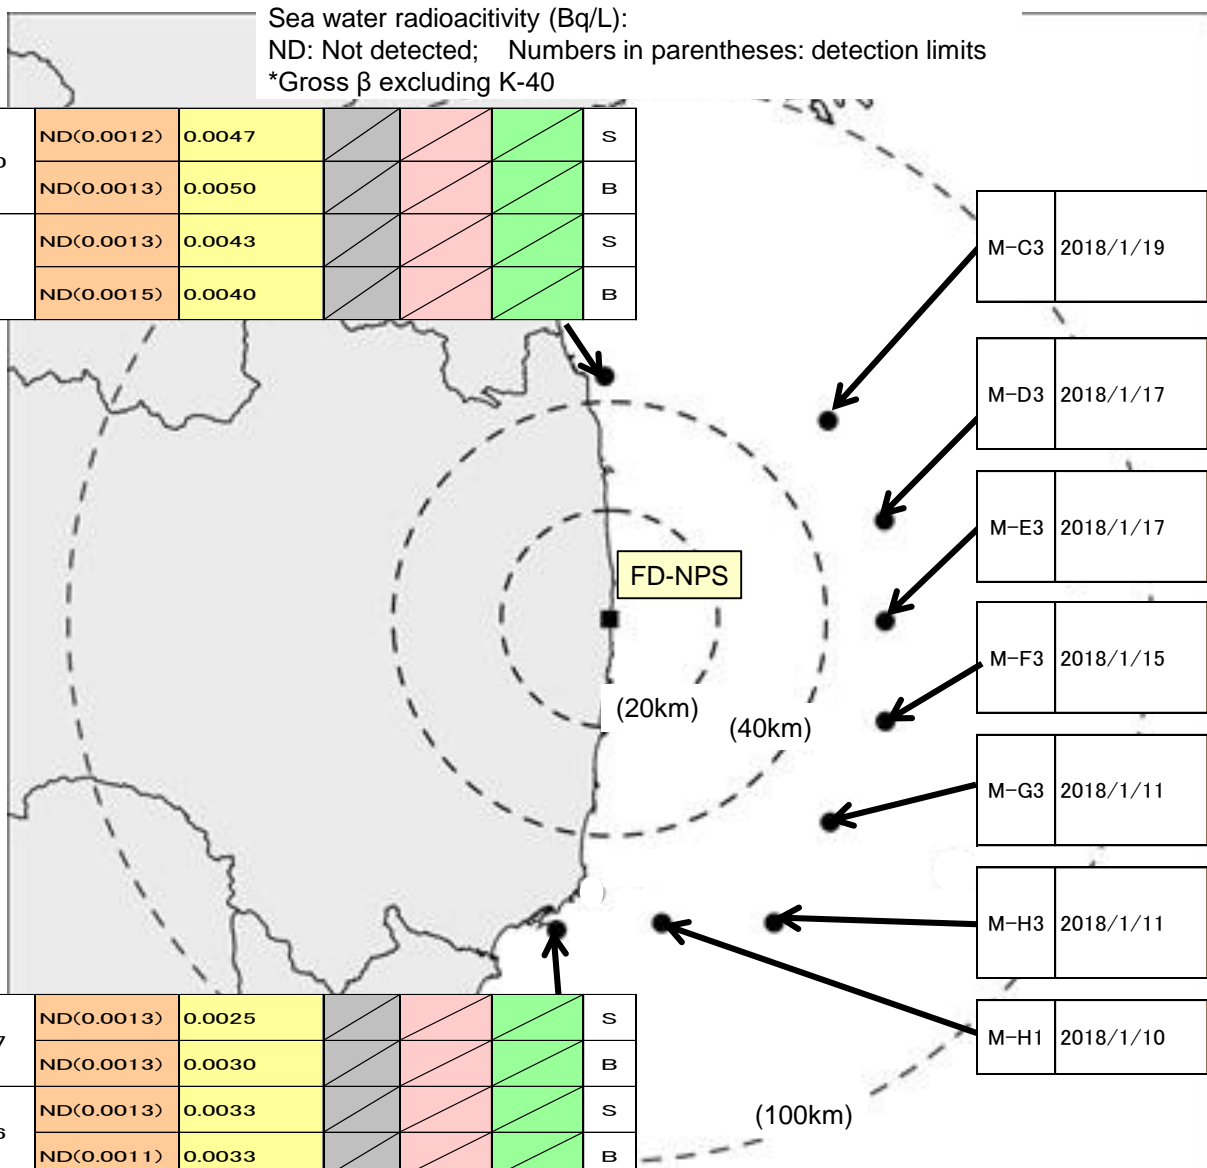 Sea water radioacitivity (Bq/L):
ND: Not detected; Numbers in parentheses: detection limits
*Gross β excluding K-40
ND(0.0012) 0.0047 S
ND(0.0013) 0.0050 B
ND(0.0013) 0.0043 S
ND(0.0015) 0.0040 B
M-C3 2018/1/19
M-D3 2018/1/17
M-E3 2018/1/17
FD-NPS
M-F3 2018/1/15
(20km)
(40km)
M-G3 2018/1/11
M-H3 2018/1/11
M-H1 2018/1/10
7
ND(0.0013) 0.0025 S
ND(0.0013) 0.0030 B
6
ND(0.0013) 0.0033 S
ND(0.0011) 0.0033 B
(100km)